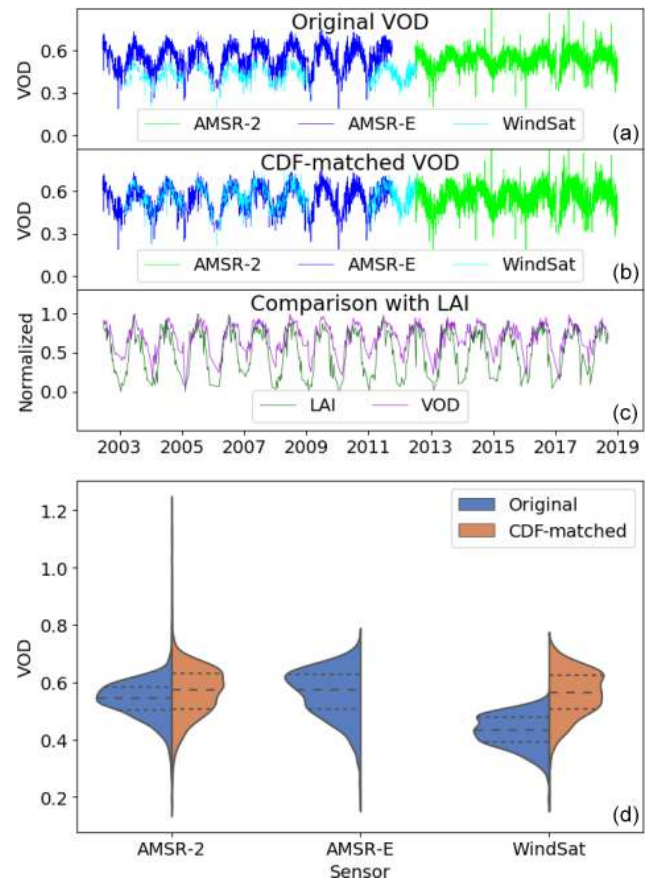 Original VOD
VOD
0.6
0.3
0.0
AMSR-2 AMSR-E WindSat
(a)
CDF-matched VOD
VOD
0.6
0.3
0.0
AMSR-2 AMSR-E WindSat
(b)
Comparison with LAI
Normalized
1.0
0.5
0.0
LAI VOD
(c)
2003 2005 2007 2009 2011 2013 2015 2017 2019
Original
CDF-matched
VOD
1.2
1.0
0.8
0.6
0.4
0.2
(d)
AMSR-2 AMSR-E WindSat
Sensor